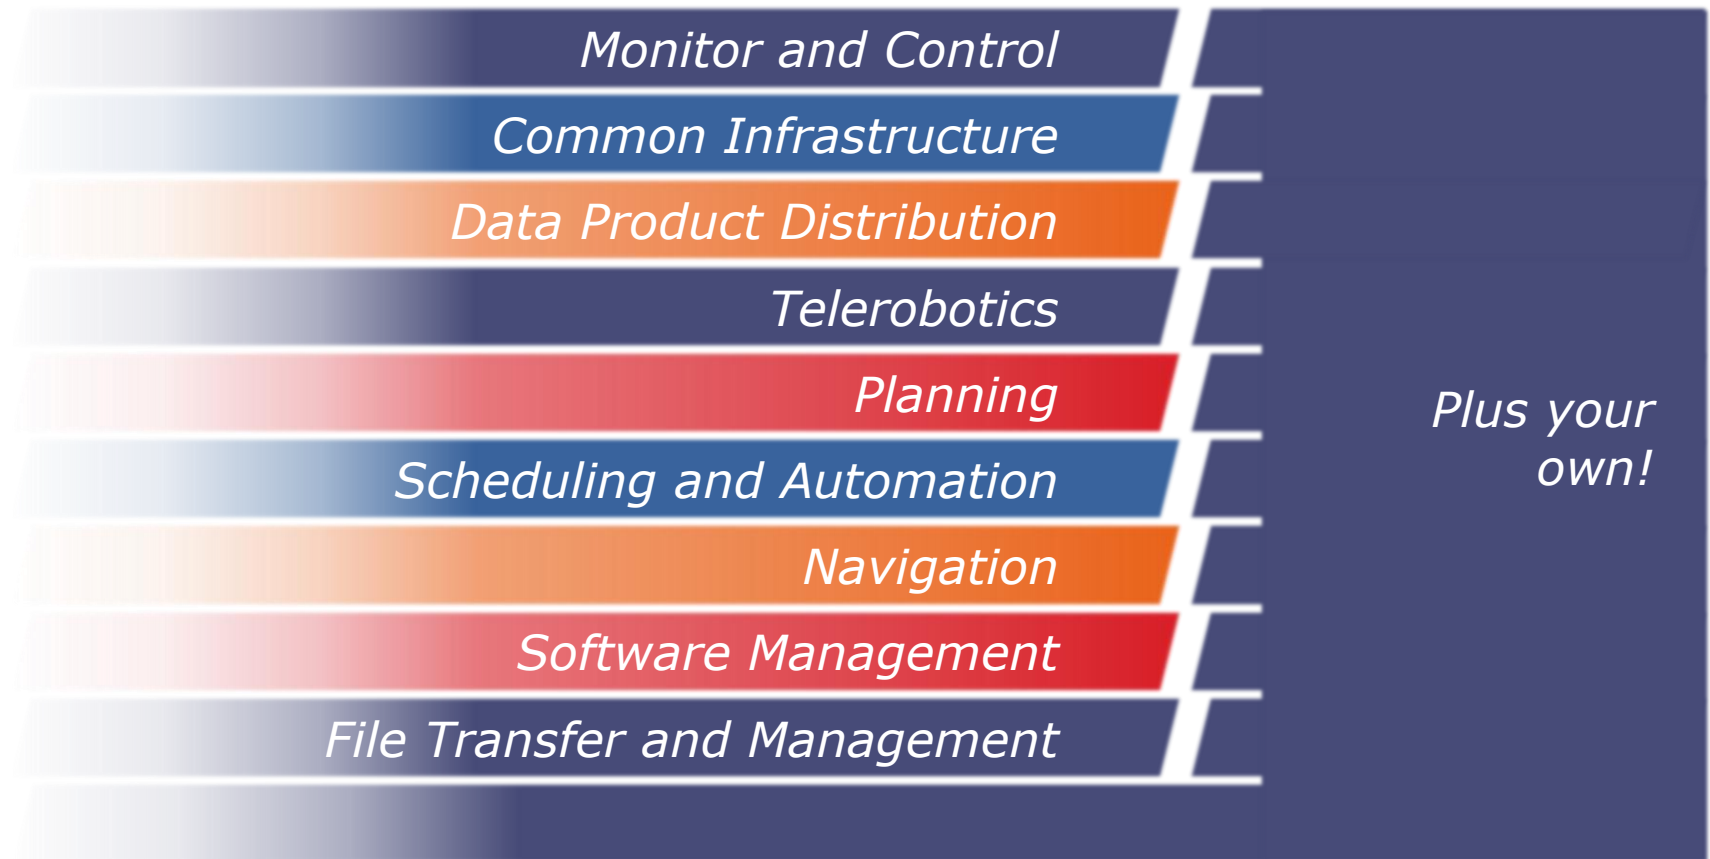 Monitor and Control
Common Infrastructure
Data Product Distribution
Telerobotics
Planning
Scheduling and Automation
Navigation
Software Management
File Transfer and Management
Plus your
own!